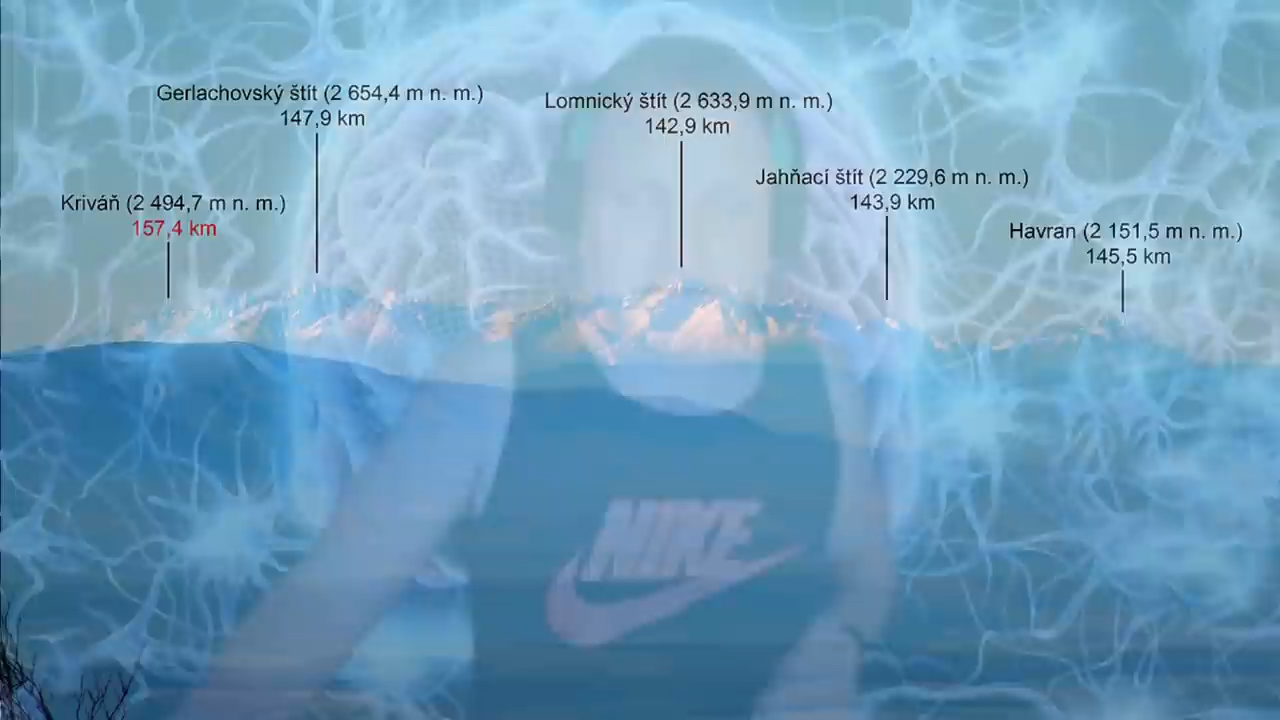 Gerlachovský štít (2 654,4 m n. m.)
147,9 km
Lomnický štít (2 633,9 m n. m.)
142,9 km
Jahňací štít (2 229,6 m n. m.)
143,9 km
Kriváň (2 494,7 m n. m.)
157,4 km
Havran (2 151,5 m n. m.)
145,5 km
NIKE